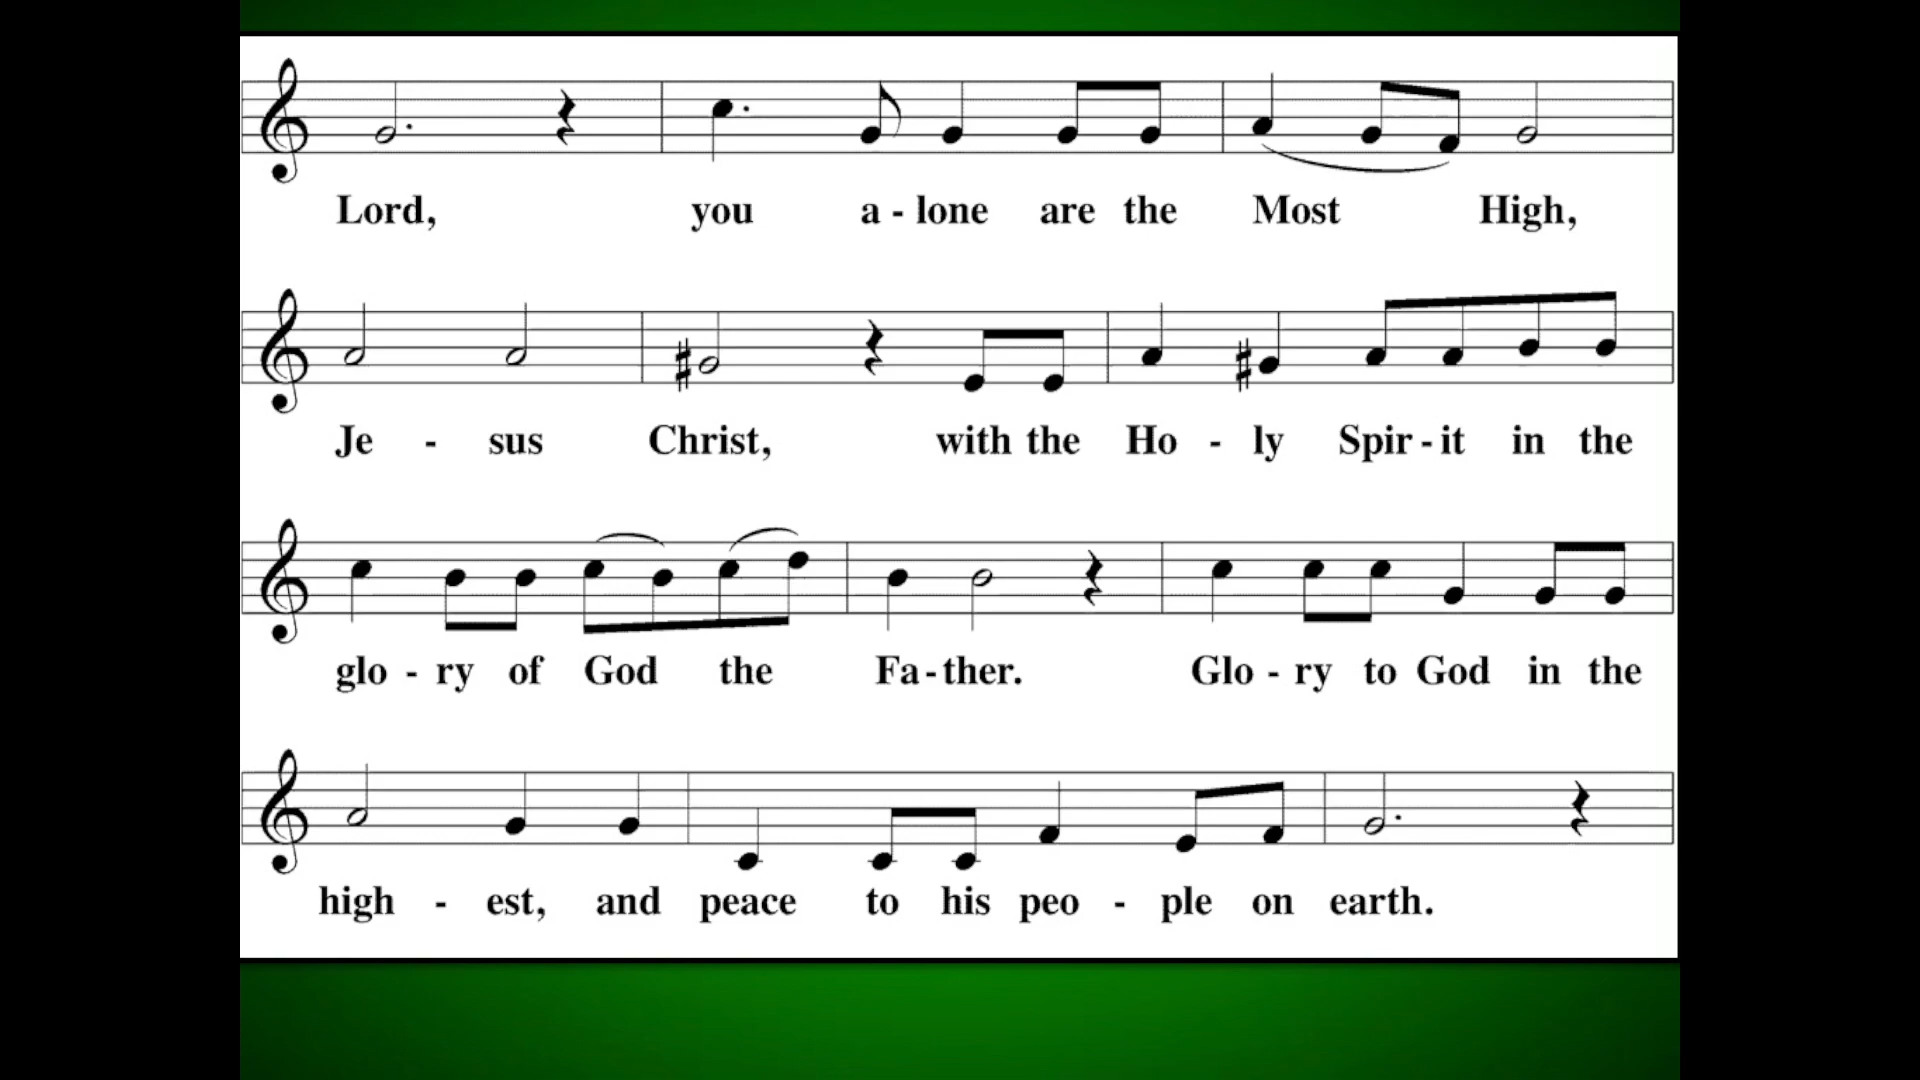 Lord, you a - lone are the Most High,
Je - sus Christ, with the Ho - ly Spir - it in the
glo - ry of God the Fa - ther. Glo - ry to God in the
high - est, and peace to his peo - ple on earth.